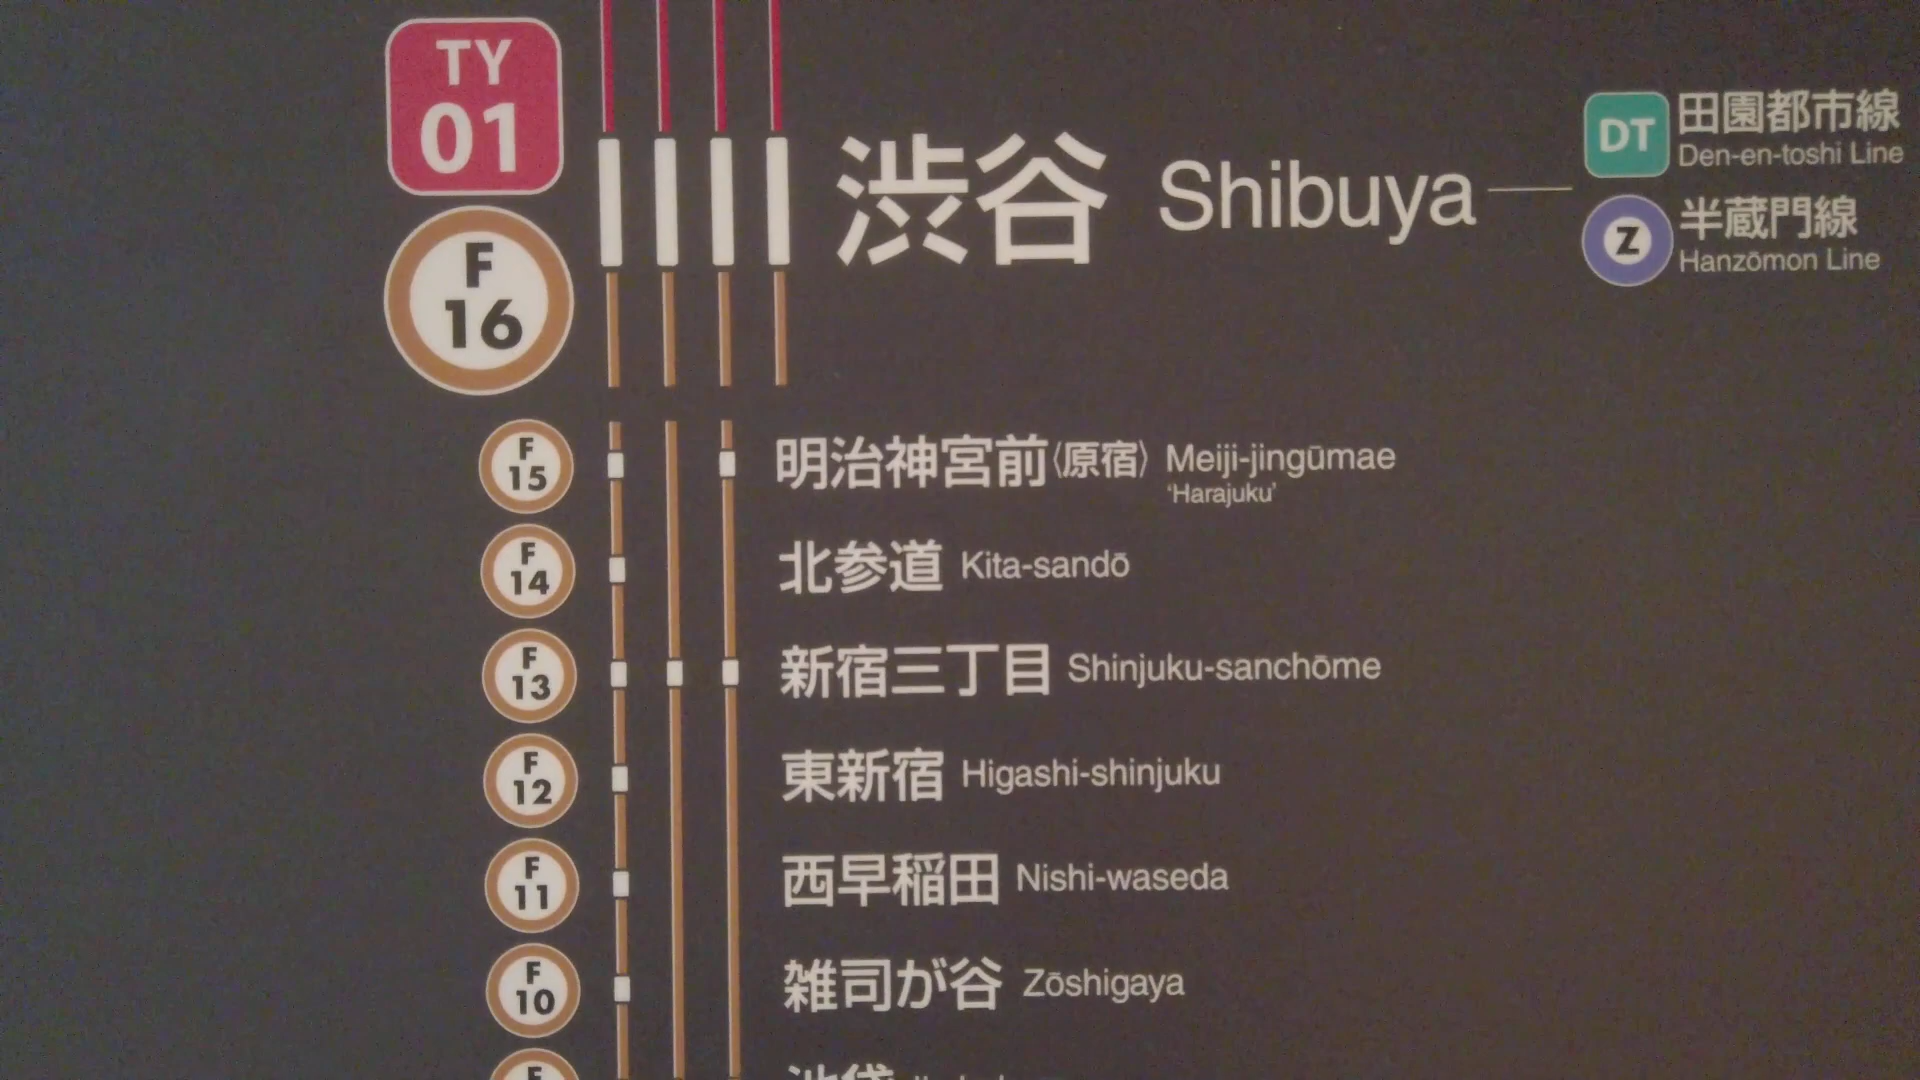 TY
01
F
16
渋谷 Shibuya
DT 田園都市線
Den-en-toshi Line
Z 半蔵門線
Hanzōmon Line
F
15
明治神宮前〈原宿〉 Meiji-jingūmae
‘Harajuku’
F
14
北参道 Kita-sandō
F
13
新宿三丁目 Shinjuku-sanchōme
F
12
東新宿 Higashi-shinjuku
F
11
西早稲田 Nishi-waseda
F
10
雑司が谷 Zōshigaya
F
池袋